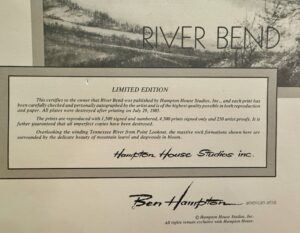 RIVER BEND
LIMITED EDITION
This certifies to the owner that River Bend was published by Hampton House Studios, Inc., and each print has
been carefully checked and personally autographed by the artist and is of the highest quality possible in both reproduction
and paper. All plates were destroyed after printing on July 29, 1985.
The prints are reproduced with 1,500 signed and numbered, 4,500 prints signed only and 250 artist proofs. It is
further guaranteed that all imperfect copies have been destroyed.
Overlooking the winding Tennessee River from Point Lookout, the massive rock formations shown here are
surrounded by the delicate beauty of mountain laurel and dogwoods in bloom.
Hampton House Studios inc.
Ben Hampton american artist
© Hampton House Studios, Inc.
All rights remain exclusive with Hampton House.